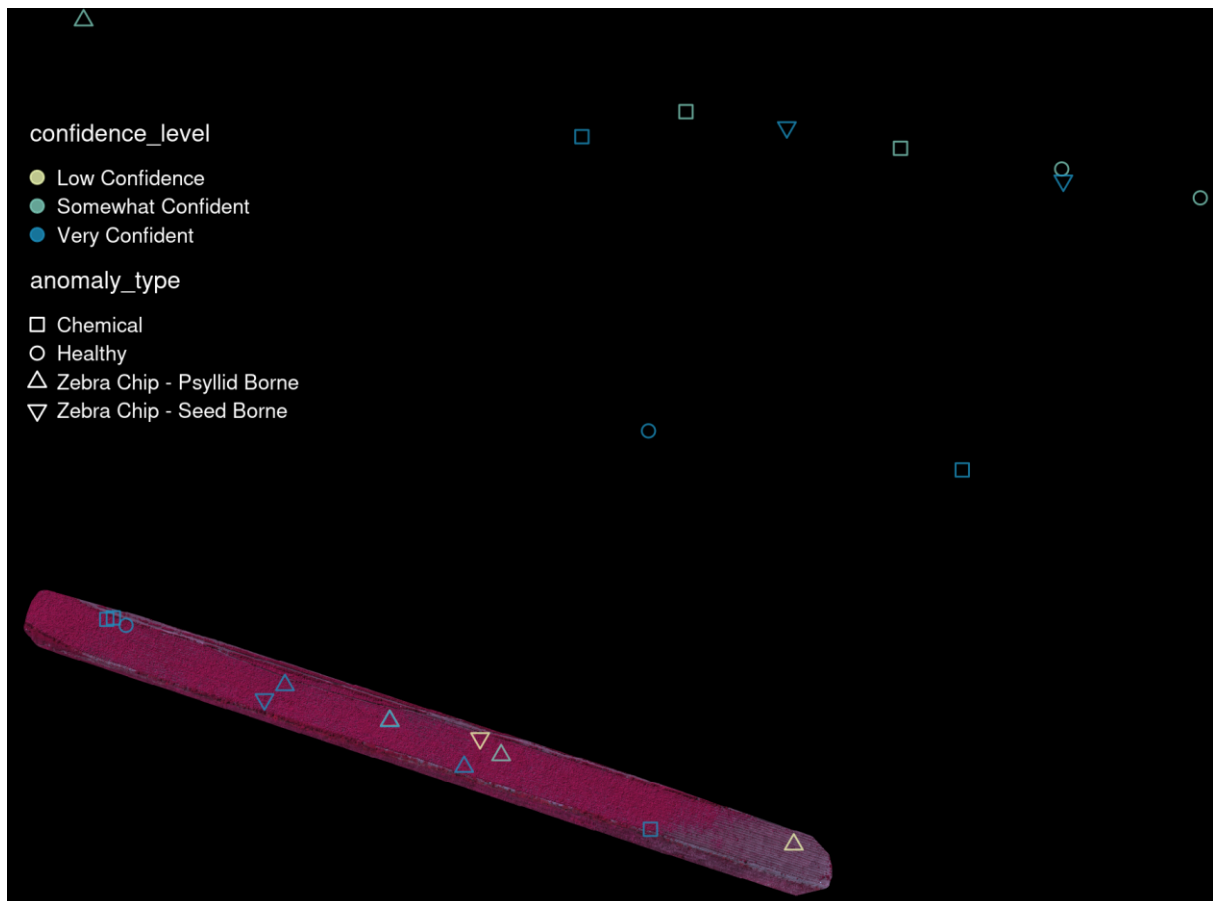 confidence_level
Low Confidence
Somewhat Confident
Very Confident
anomaly_type
Chemical
Healthy
Zebra Chip - Psyllid Borne
Zebra Chip - Seed Borne